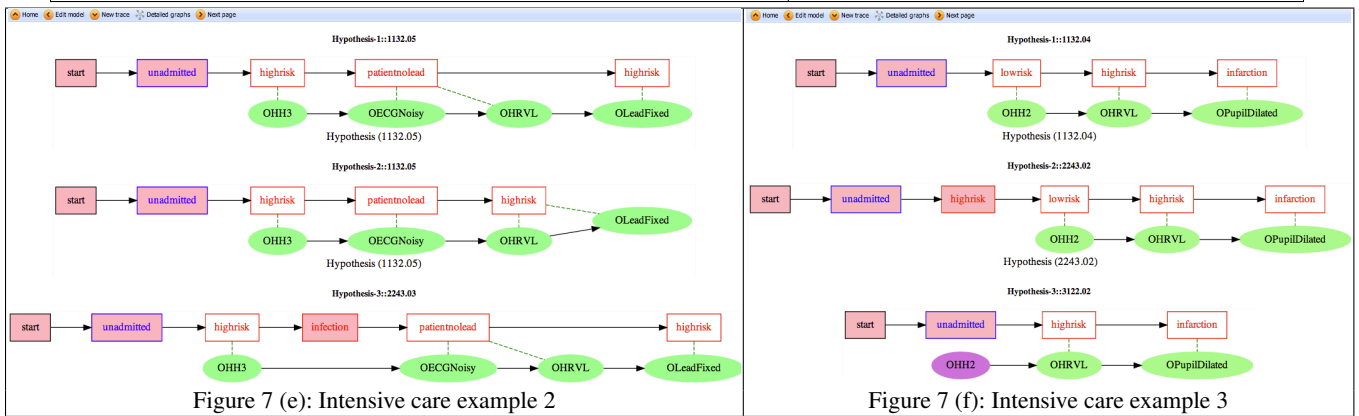 Home Edit model New trace Detailed graphs Next page
Hypothesis-1::1132.05
start unadmitted highrisk patientnolead highrisk
OHH3 OECGNoisy OHRVL OLeadFixed
Hypothesis (1132.05)
Hypothesis-2::1132.05
start unadmitted highrisk patientnolead highrisk
OLeadFixed
OHH3 OECGNoisy OHRVL
Hypothesis (1132.05)
Hypothesis-3::2243.03
start unadmitted highrisk infection patientnolead highrisk
OHH3 OECGNoisy OHRVL OLeadFixed
Figure 7 (e): Intensive care example 2
Home Edit model New trace Detailed graphs Next page
Hypothesis-1::1132.04
start unadmitted lowrisk highrisk infarction
OHH2 OHRVL OPupilDilated
Hypothesis (1132.04)
Hypothesis-2::2243.02
start unadmitted highrisk lowrisk highrisk infarction
OHH2 OHRVL OPupilDilated
Hypothesis (2243.02)
Hypothesis-3::3122.02
start unadmitted highrisk infarction
OHH2 OHRVL OPupilDilated
Figure 7 (f): Intensive care example 3